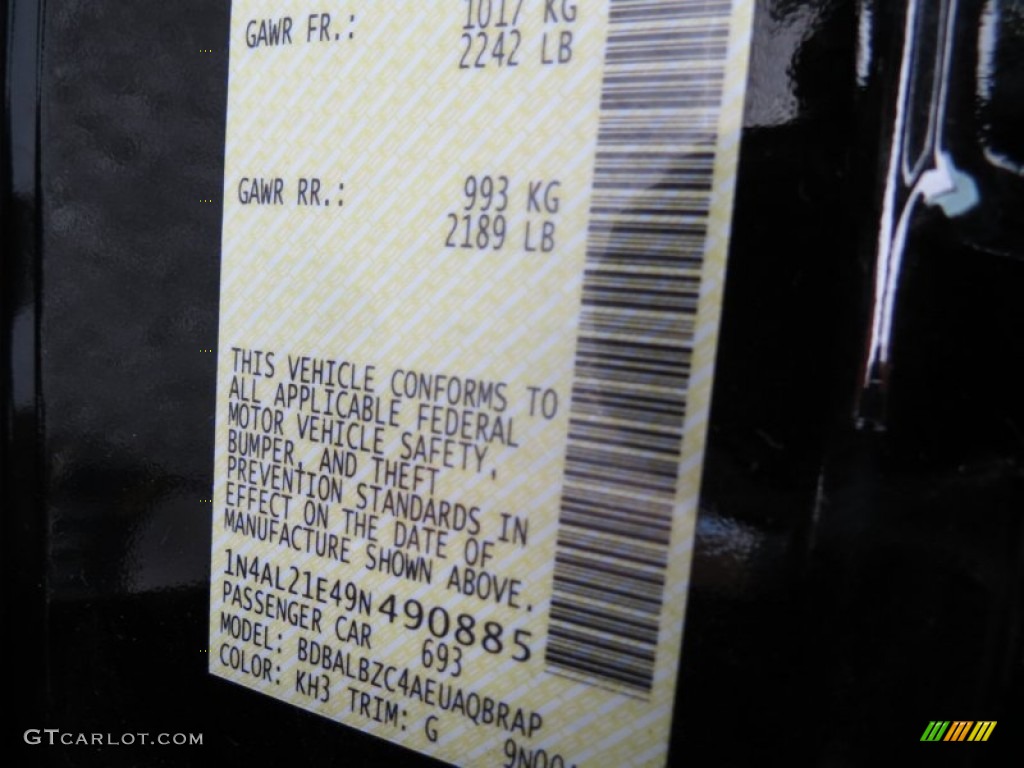 GAWR FR.: 1017 KG
2242 LB
GAWR RR.: 993 KG
2189 LB
THIS VEHICLE CONFORMS TO
ALL APPLICABLE FEDERAL
MOTOR VEHICLE SAFETY,
BUMPER, AND THEFT
PREVENTION STANDARDS IN
EFFECT ON THE DATE OF
MANUFACTURE SHOWN ABOVE.
1N4AL21E49N490885
PASSENGER CAR 693
MODEL: BDBALBZC4AEUAQBRAP
COLOR: KH3 TRIM: G
GTCARLOT.COM